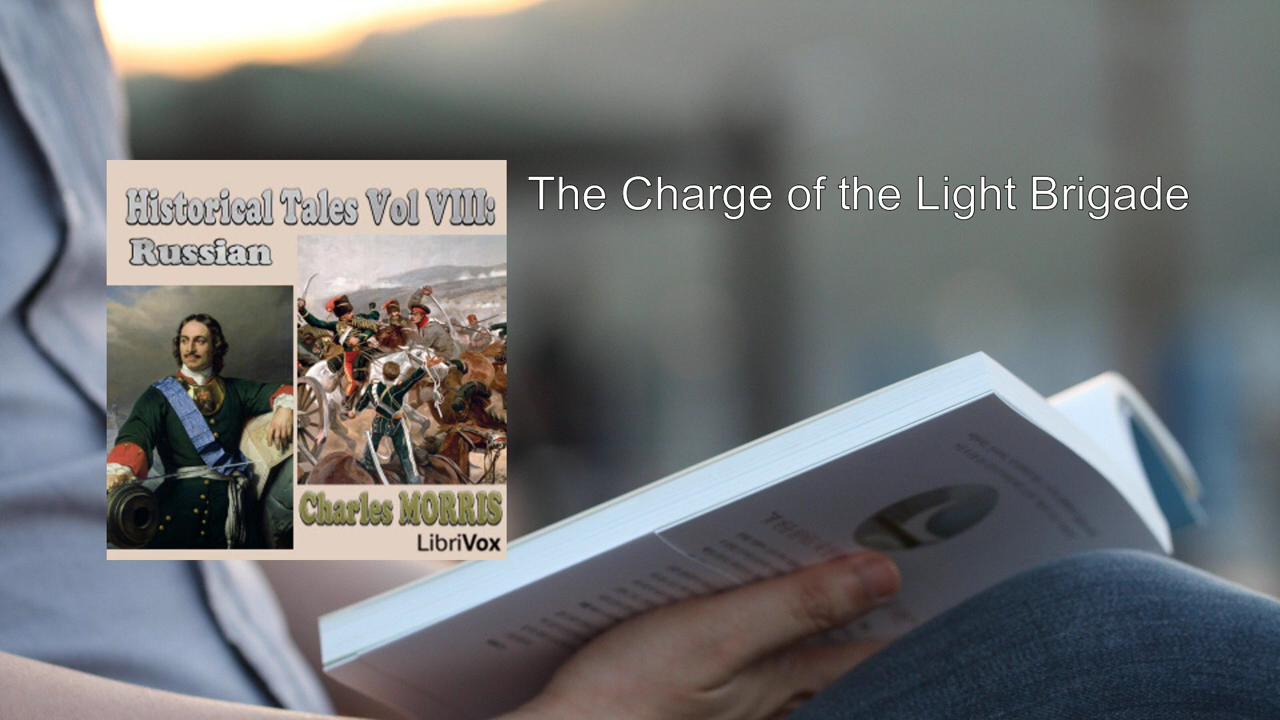 Historical Tales Vol VIII:
Russian
The Charge of the Light Brigade
Charles MORRIS
LibriVox